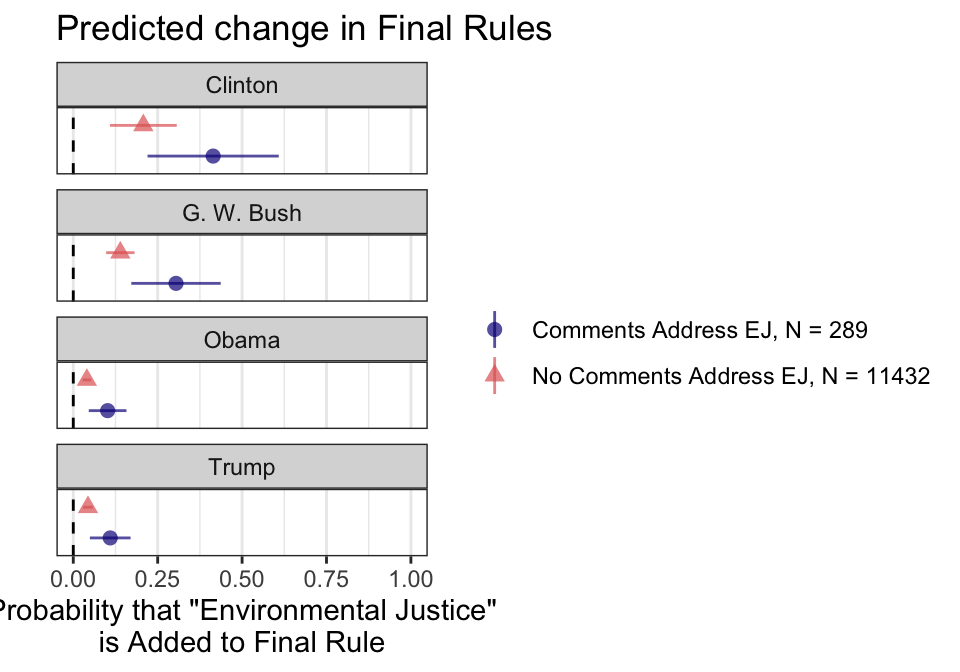 Predicted change in Final Rules
Clinton
G. W. Bush
Obama
Trump
0.00 0.25 0.50 0.75 1.00
Probability that "Environmental Justice"
is Added to Final Rule
Comments Address EJ, N = 289
No Comments Address EJ, N = 11432